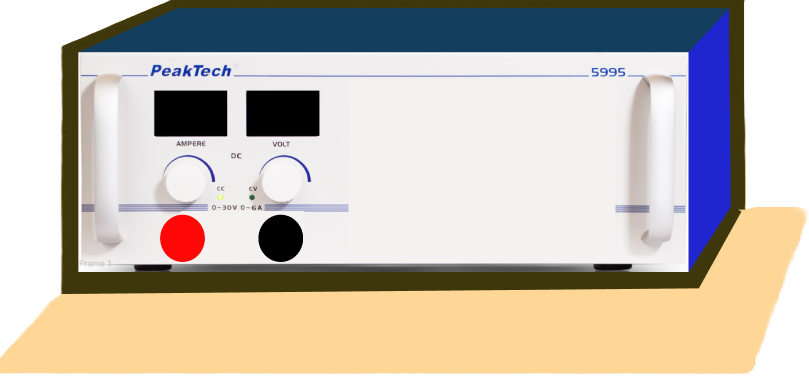 PeakTech
5995
AMPERE
VOLT
DC
CC
CV
0-30V 0-6A
Frame 1